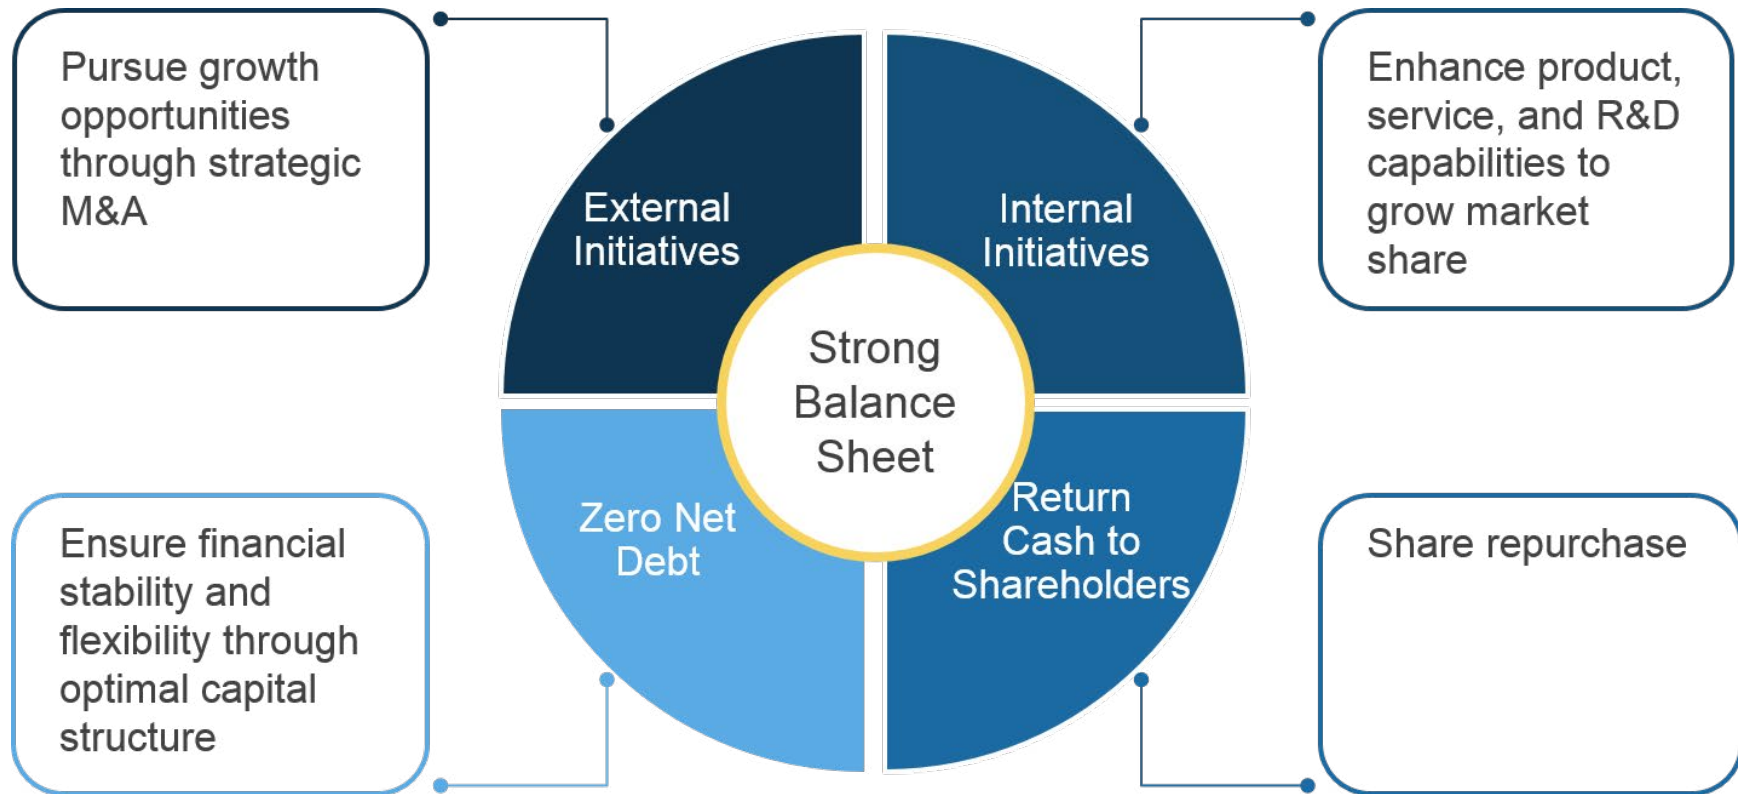 Pursue growth
opportunities
through strategic
M&A
External
Initiatives
Internal
Initiatives
Enhance product,
service, and R&D
capabilities to
grow market
share
Strong
Balance
Sheet
Ensure financial
stability and
flexibility through
optimal capital
structure
Zero Net
Debt
Return
Cash to
Shareholders
Share repurchase